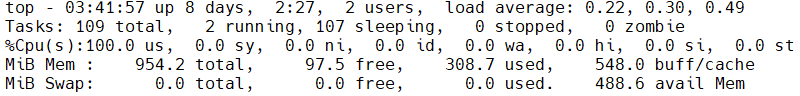 top - 03:41:57 up 8 days,  2:27,  2 users,  load average: 0.22, 0.30, 0.49
Tasks: 109 total,   2 running, 107 sleeping,   0 stopped,   0 zombie
%Cpu(s):100.0 us,  0.0 sy,  0.0 ni,  0.0 id,  0.0 wa,  0.0 hi,  0.0 si,  0.0 st
MiB Mem :    954.2 total,     97.5 free,    308.7 used,    548.0 buff/cache
MiB Swap:      0.0 total,      0.0 free,      0.0 used.    488.6 avail Mem